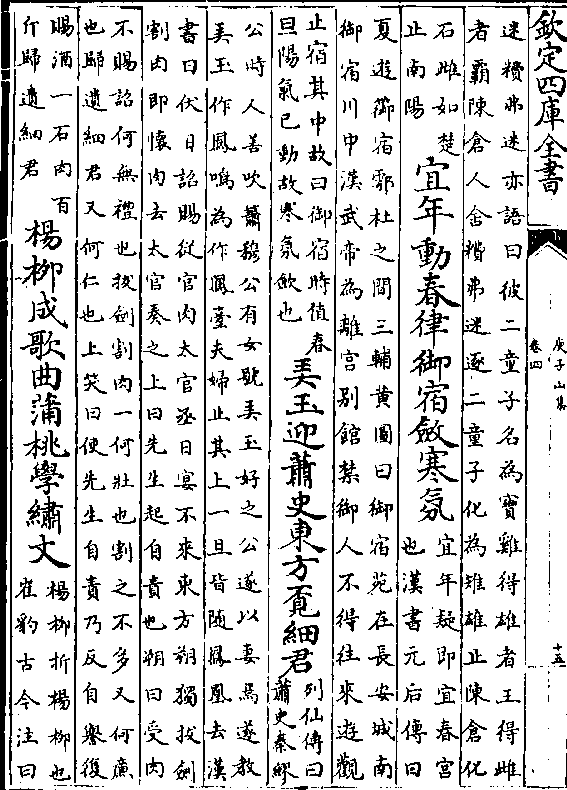 欽定四庫全書
庾子山集
卷四
十五
迷糟弗迷亦語曰彼二童子名為寳雞得雄者王得雌
者霸陳倉人舍糟弗迷逐二童子化為雉雄止陳倉化
石雌如楚
止南陽
宜年動春律御宿斂寒氛
宜年疑即宜春宮
也漢書元后傳曰
夏遊御宿鄠杜之間三輔黄圖曰御宿苑在長安城南
御宿川中漢武帝為離宫别館禁御人不得往來遊觀
止宿其中故曰御宿時值春
旦陽氣已動故寒氛斂也
美玉迎蕭史東方覓細君
列仙傳曰
蕭史秦繆
公時人善吹簫穆公有女號美玉好之公遂以妻焉遂教
美玉作鳳鳴為作鳳臺夫婦止其上一旦皆随鳳凰去漢
書曰伏日詔賜從官肉太官丞日宴不來東方朔獨拔劍
割肉即懷肉去太官奏之上曰先生起自責也朔曰受肉
不賜詔何無禮也拔劍割肉一何壯也割之不多又何廉
也歸遺細君又何仁也上笑曰使先生自責乃反自譽復
賜酒一石肉百
斤歸遺細君
楊柳成歌曲蒲桃學繡文
楊柳折楊柳也
崔豹古今注曰